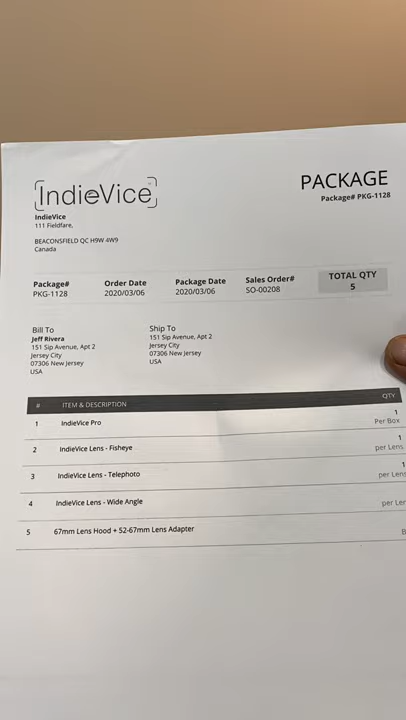 IndieVice
PACKAGE
Package# PKG-1128
IndieVice
111 Fieldfare,
BEACONSFIELD QC H9W 4W9
Canada
Package# Order Date Package Date Sales Order# TOTAL QTY
PKG-1128 2020/03/06 2020/03/06 SO-00208 5
Bill To
Jeff Rivera
151 Sip Avenue, Apt 2
Jersey City
07306 New Jersey
USA
Ship To
151 Sip Avenue, Apt 2
Jersey City
07306 New Jersey
USA
# ITEM & DESCRIPTION QTY
1 IndieVice Pro 1
Per Box
2 IndieVice Lens - Fisheye 1
per Lens
3 IndieVice Lens - Telephoto 1
per Lens
4 IndieVice Lens - Wide Angle
per Len
5 67mm Lens Hood + 52-67mm Lens Adapter